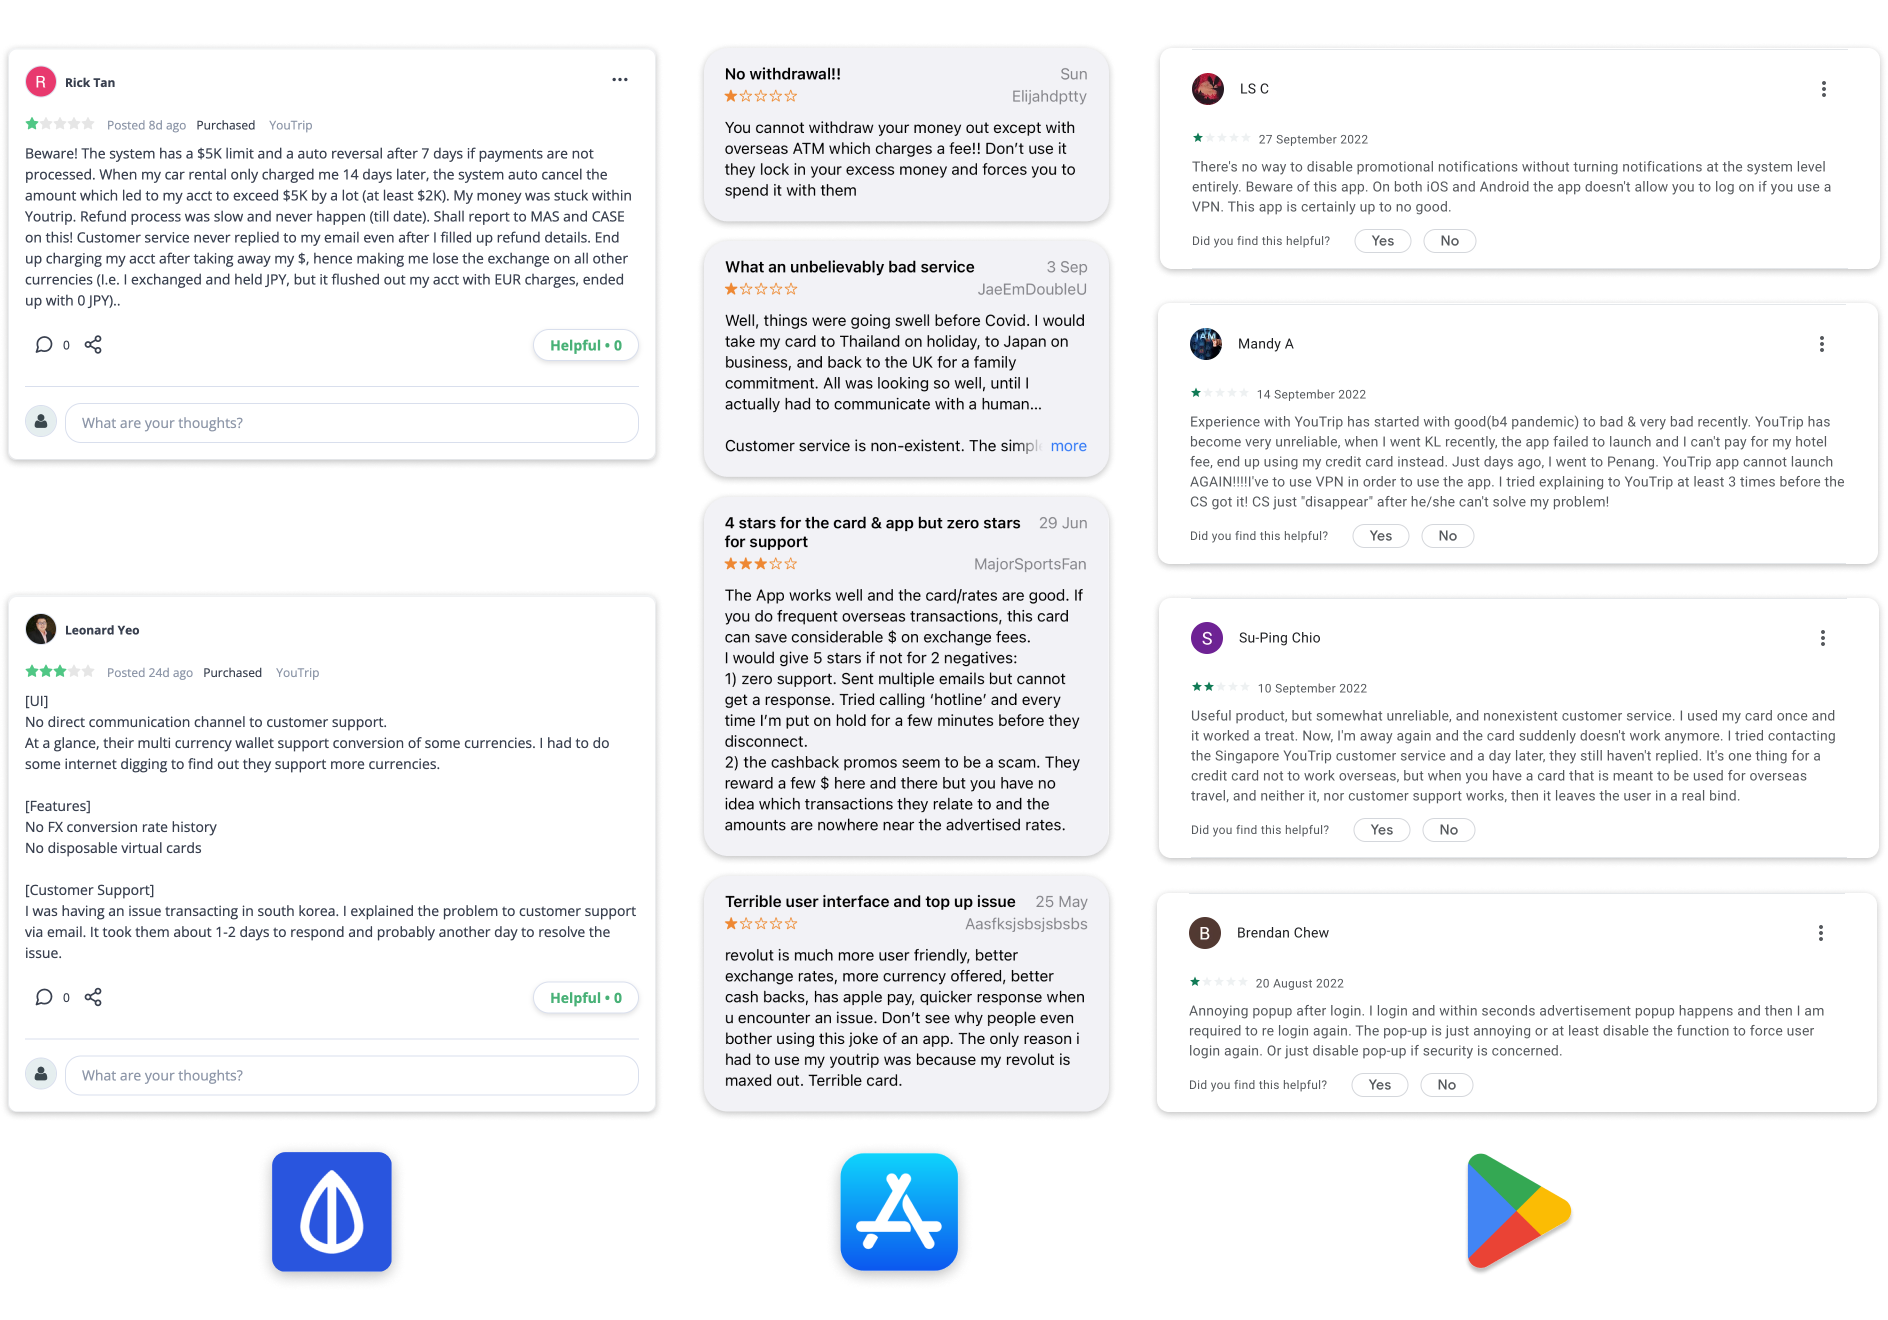 R
Rick Tan
Posted 8d ago Purchased YouTrip
Beware! The system has a $5K limit and a auto reversal after 7 days if payments are not
processed. When my car rental only charged me 14 days later, the system auto cancel the
amount which led to my acct to exceed $5K by a lot (at least $2K). My money was stuck within
Youtrip. Refund process was slow and never happen (till date). Shall report to MAS and CASE
on this! Customer service never replied to my email even after I filled up refund details. End
up charging my acct after taking away my $, hence making me lose the exchange on all other
currencies (I.e. I exchanged and held JPY, but it flushed out my acct with EUR charges, ended
up with 0 JPY)..
0
Helpful • 0
What are your thoughts?
Leonard Yeo
Posted 24d ago Purchased YouTrip
[UI]
No direct communication channel to customer support.
At a glance, their multi currency wallet support conversion of some currencies. I had to do
some internet digging to find out they support more currencies.
[Features]
No FX conversion rate history
No disposable virtual cards
[Customer Support]
I was having an issue transacting in south korea. I explained the problem to customer support
via email. It took them about 1-2 days to respond and probably another day to resolve the
issue.
0
Helpful • 0
What are your thoughts?
No withdrawal!! Sun
Elijahdptty
You cannot withdraw your money out except with
overseas ATM which charges a fee!! Don’t use it
they lock in your excess money and forces you to
spend it with them
What an unbelievably bad service 3 Sep
JaeEmDoubleU
Well, things were going swell before Covid. I would
take my card to Thailand on holiday, to Japan on
business, and back to the UK for a family
commitment. All was looking so well, until I
actually had to communicate with a human...
Customer service is non-existent. The simple more
4 stars for the card & app but zero stars 29 Jun
for support
MajorSportsFan
The App works well and the card/rates are good. If
you do frequent overseas transactions, this card
can save considerable $ on exchange fees.
I would give 5 stars if not for 2 negatives:
1) zero support. Sent multiple emails but cannot
get a response. Tried calling ‘hotline’ and every
time I’m put on hold for a few minutes before they
disconnect.
2) the cashback promos seem to be a scam. They
reward a few $ here and there but you have no
idea which transactions they relate to and the
amounts are nowhere near the advertised rates.
Terrible user interface and top up issue 25 May
Aasfksjsbsjsbsbs
revolut is much more user friendly, better
exchange rates, more currency offered, better
cash backs, has apple pay, quicker response when
u encounter an issue. Don’t see why people even
bother using this joke of an app. The only reason i
had to use my youtrip was because my revolut is
maxed out. Terrible card.
LS C
27 September 2022
There's no way to disable promotional notifications without turning notifications at the system level
entirely. Beware of this app. On both iOS and Android the app doesn't allow you to log on if you use a
VPN. This app is certainly up to no good.
Did you find this helpful? Yes No
Mandy A
14 September 2022
Experience with YouTrip has started with good(b4 pandemic) to bad & very bad recently. YouTrip has
become very unreliable, when I went KL recently, the app failed to launch and I can't pay for my hotel
fee, end up using my credit card instead. Just days ago, I went to Penang. YouTrip app cannot launch
AGAIN!!!!I've to use VPN in order to use the app. I tried explaining to YouTrip at least 3 times before the
CS got it! CS just "disappear" after he/she can't solve my problem!
Did you find this helpful? Yes No
S
Su-Ping Chio
10 September 2022
Useful product, but somewhat unreliable, and nonexistent customer service. I used my card once and
it worked a treat. Now, I'm away again and the card suddenly doesn't work anymore. I tried contacting
the Singapore YouTrip customer service and a day later, they still haven't replied. It's one thing for a
credit card not to work overseas, but when you have a card that is meant to be used for overseas
travel, and neither it, nor customer support works, then it leaves the user in a real bind.
Did you find this helpful? Yes No
B
Brendan Chew
20 August 2022
Annoying popup after login. I login and within seconds advertisement popup happens and then I am
required to re login again. The pop-up is just annoying or at least disable the function to force user
login again. Or just disable pop-up if security is concerned.
Did you find this helpful? Yes No